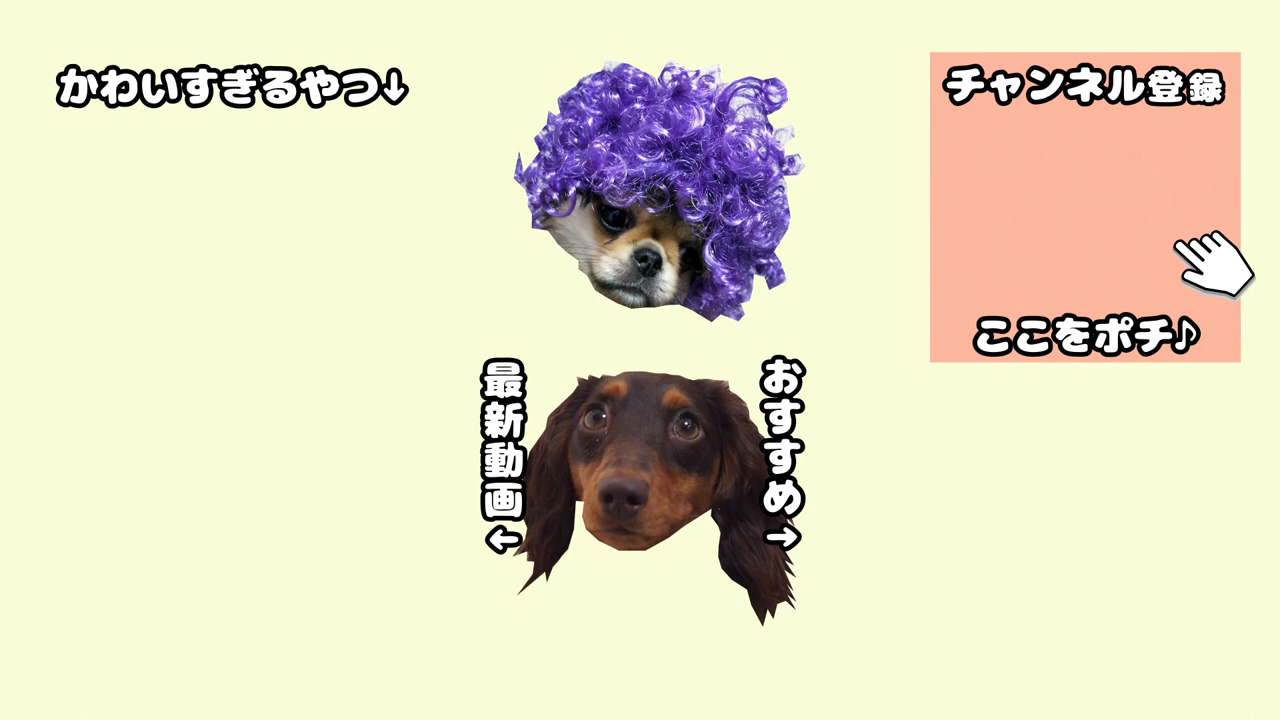 かわいすぎるやつ↓
チャンネル登録
ここをポチ♪
最新動画←
おすすめ→